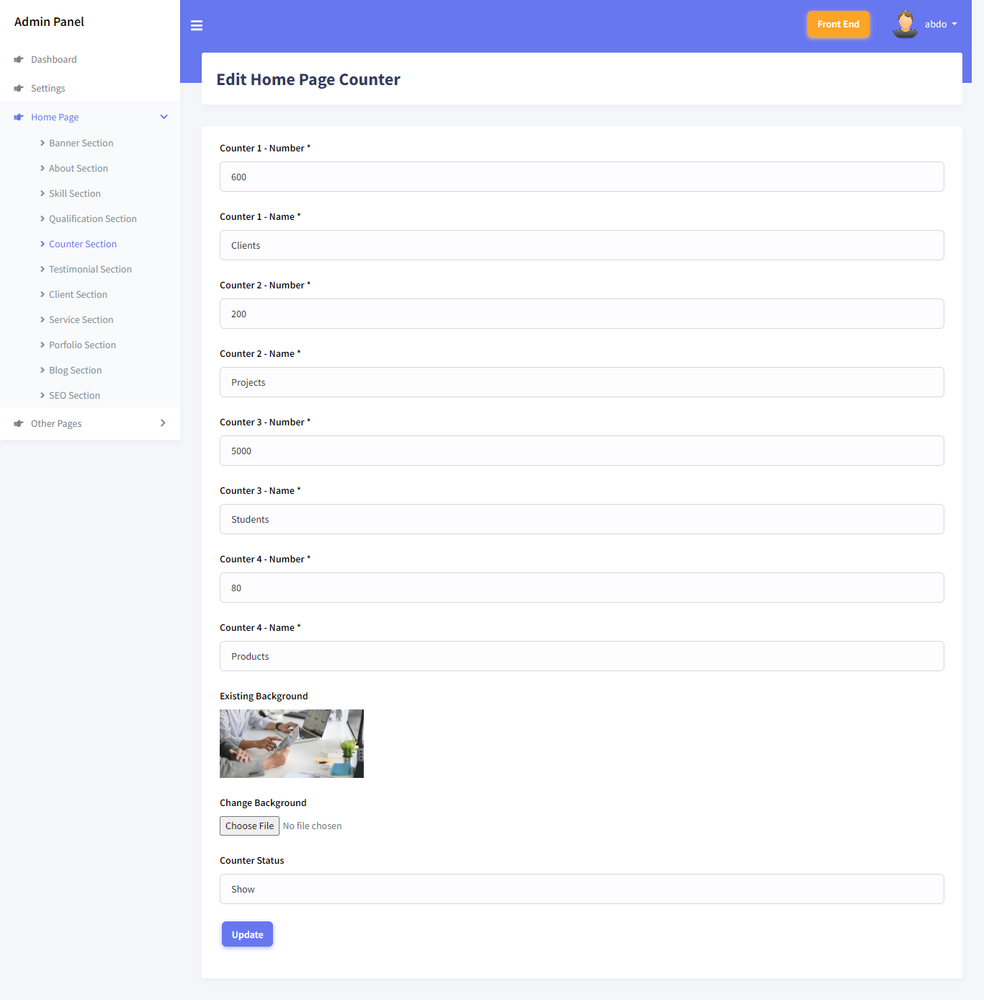 Admin Panel
Front End
abdo
Dashboard
Settings
Home Page
Banner Section
About Section
Skill Section
Qualification Section
Counter Section
Testimonial Section
Client Section
Service Section
Porfolio Section
Blog Section
SEO Section
Other Pages
Edit Home Page Counter
Counter 1 - Number *
600
Counter 1 - Name *
Clients
Counter 2 - Number *
200
Counter 2 - Name *
Projects
Counter 3 - Number *
5000
Counter 3 - Name *
Students
Counter 4 - Number *
80
Counter 4 - Name *
Products
Existing Background
Change Background
Choose File No file chosen
Counter Status
Show
Update